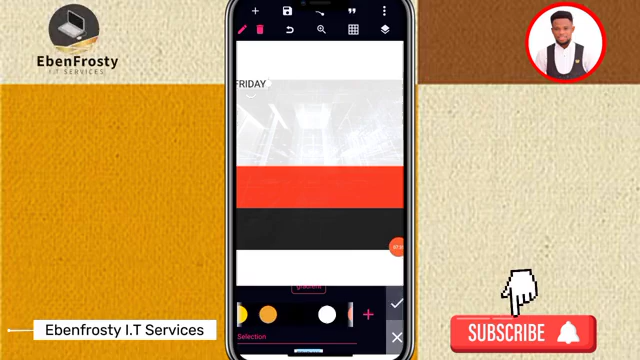 EbenFrosty
I.T SERVICES
FRIDAY
gradient
Selection
Ebenfrosty I.T Services
SUBSCRIBE